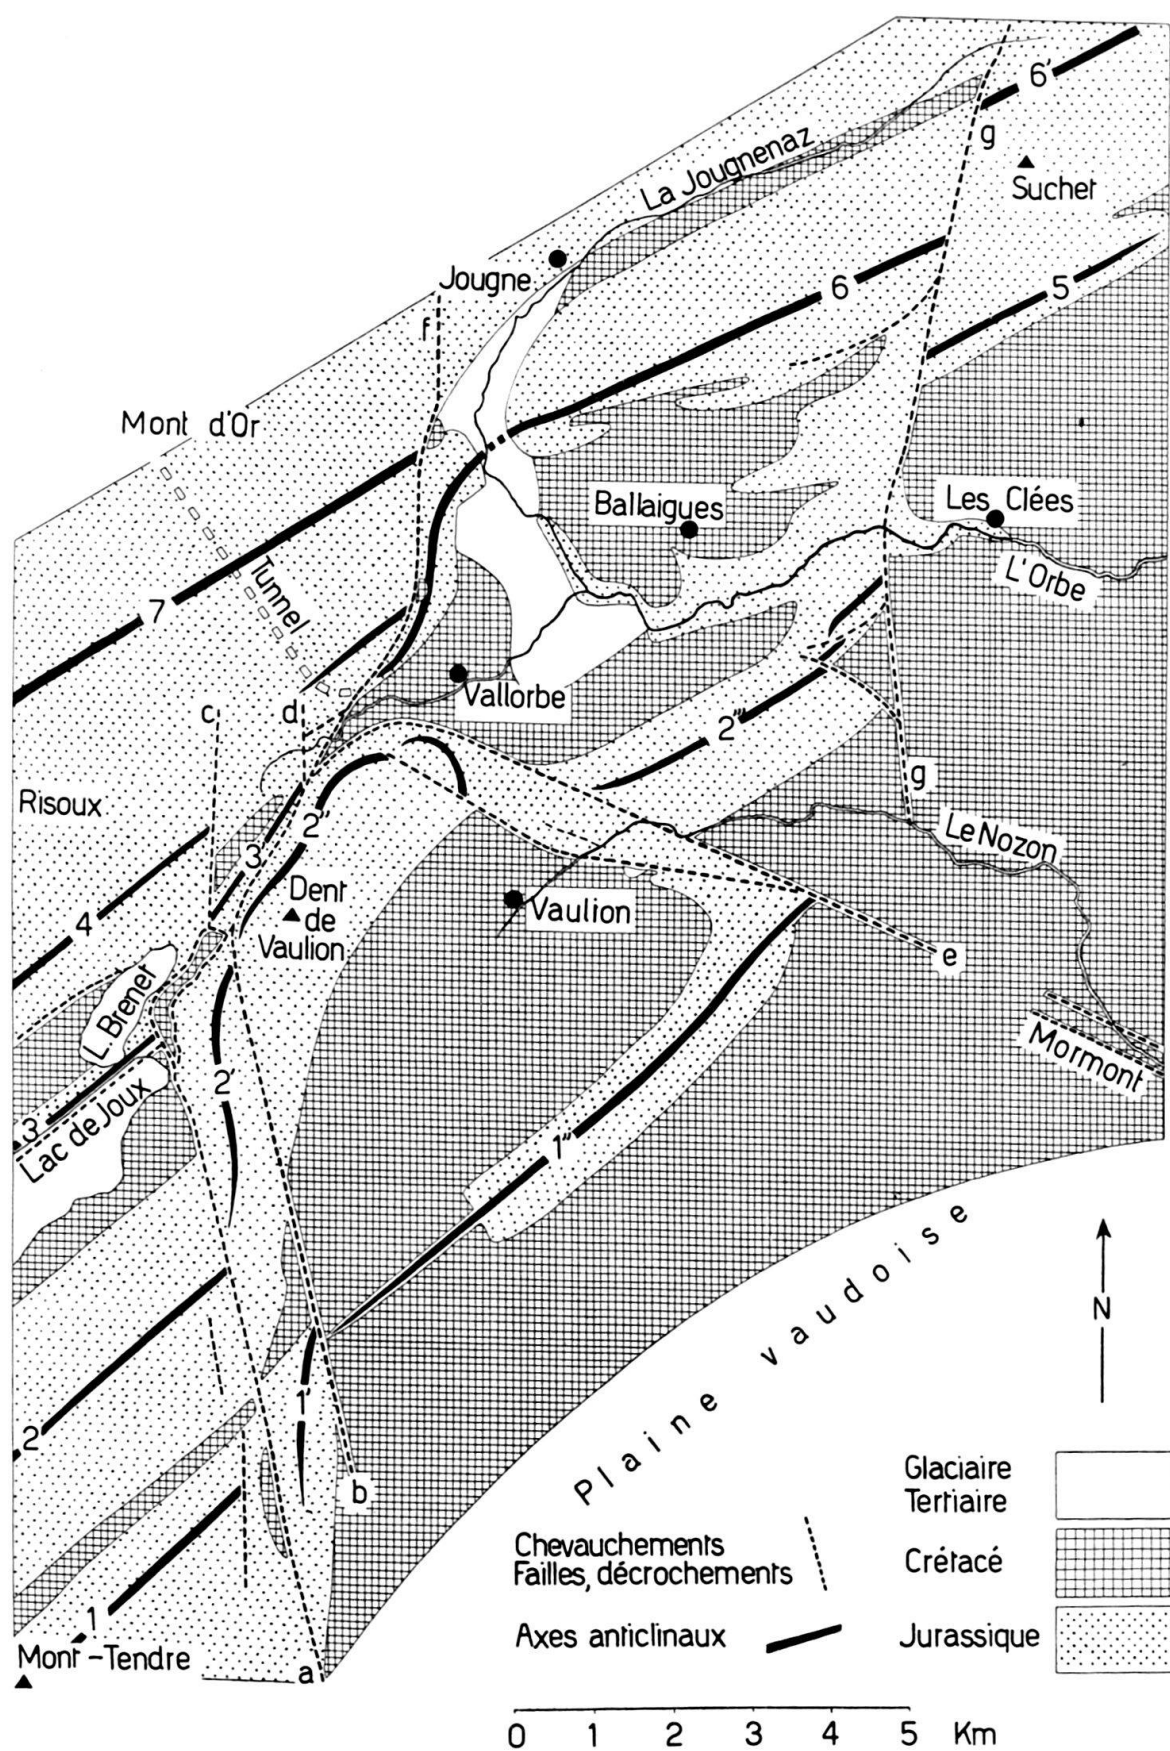 6'
g
La Jougnenaz
Suchet
Jougne
6
5
f
Mont d'Or
Ballaigues
Les Clées
L'Orbe
Tunnel
7
Vallorbe
c
d
2'''
g
Risoux
2'
Le Nozon
3
Dent
de
Vaulion
Vaulion
4
e
L. Brenet
Mormont
2'
3
Lac de Joux
1''
N
Plaine vaudoise
1'
2
b
Glaciaire
Tertiaire
Chevauchements
Failles, décrochements
Crétacé
Axes anticlinaux
Jurassique
1
Mont-Tendre
a
0 1 2 3 4 5 Km